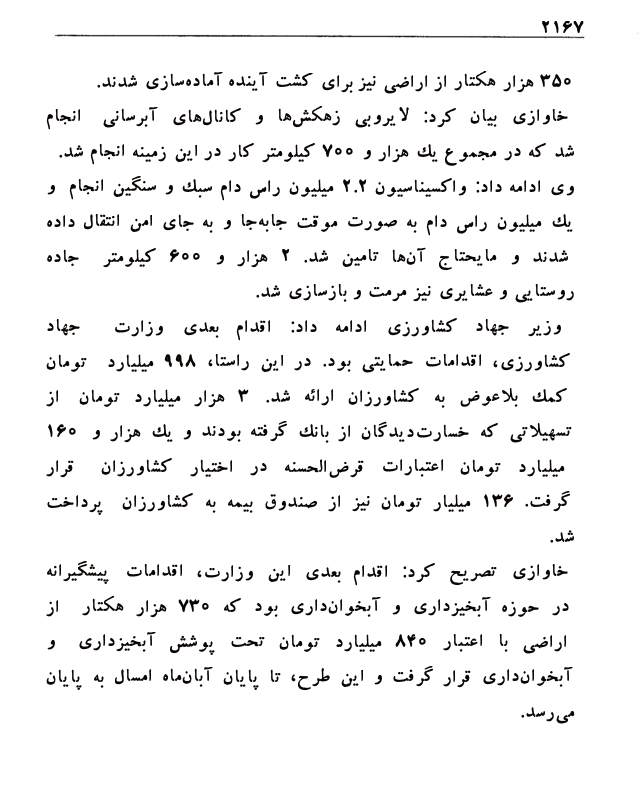 ۲۱۶۷
۳۵۰ هزار هکتار از اراضی نیز برای کشت آینده آماده‌سازی شدند.
خاوازی بیان کرد: لایروبی زهکش‌ها و کانال‌های آبرسانی انجام
شد که در مجموع یك هزار و ۷۰۰ کیلومتر کار در این زمینه انجام شد.
وی ادامه داد: واکسیناسیون ۲.۲ میلیون راس دام سبك و سنگین انجام و
یك میلیون راس دام به صورت موقت جابه‌جا و به جای امن انتقال داده
شدند و مایحتاج آن‌ها تامین شد. ۲ هزار و ۶۰۰ کیلومتر جاده
روستایی و عشایری نیز مرمت و بازسازی شد.
وزیر جهاد کشاورزی ادامه داد: اقدام بعدی وزارت جهاد
کشاورزی، اقدامات حمایتی بود. در این راستا، ۹۹۸ میلیارد تومان
کمك بلاعوض به کشاورزان ارائه شد. ۳ هزار میلیارد تومان از
تسهیلاتی که خسارت‌دیدگان از بانك گرفته بودند و یك هزار و ۱۶۰
میلیارد تومان اعتبارات قرض‌الحسنه در اختیار کشاورزان قرار
گرفت. ۱۳۶ میلیار تومان نیز از صندوق بیمه به کشاورزان پرداخت
شد.
خاوازی تصریح کرد: اقدام بعدی این وزارت، اقدامات پیشگیرانه
در حوزه آبخیزداری و آبخوان‌داری بود که ۷۳۰ هزار هکتار از
اراضی با اعتبار ۸۴۰ میلیارد تومان تحت پوشش آبخیزداری و
آبخوان‌داری قرار گرفت و این طرح، تا پایان آبان‌ماه امسال به پایان
می‌رسد.